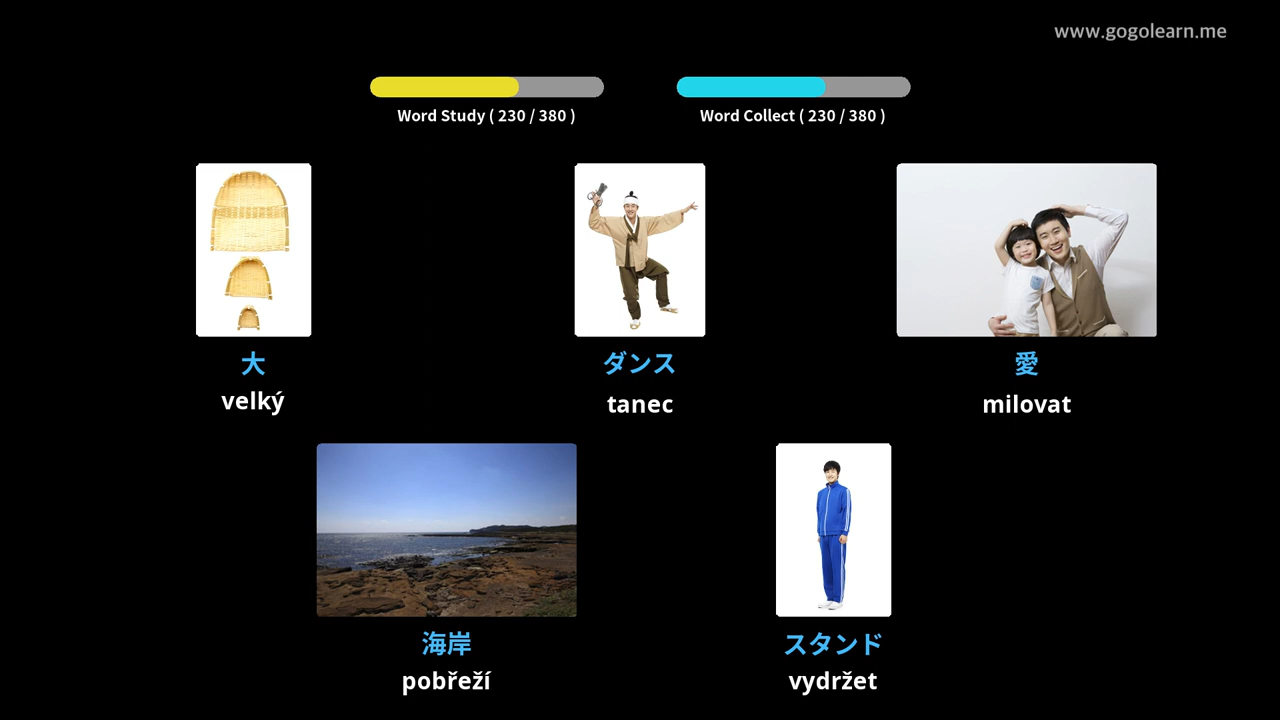 www.gogolearn.me
Word Study ( 230 / 380 )
Word Collect ( 230 / 380 )
大
velký
ダンス
tanec
愛
milovat
海岸
pobřeží
スタンド
vydržet